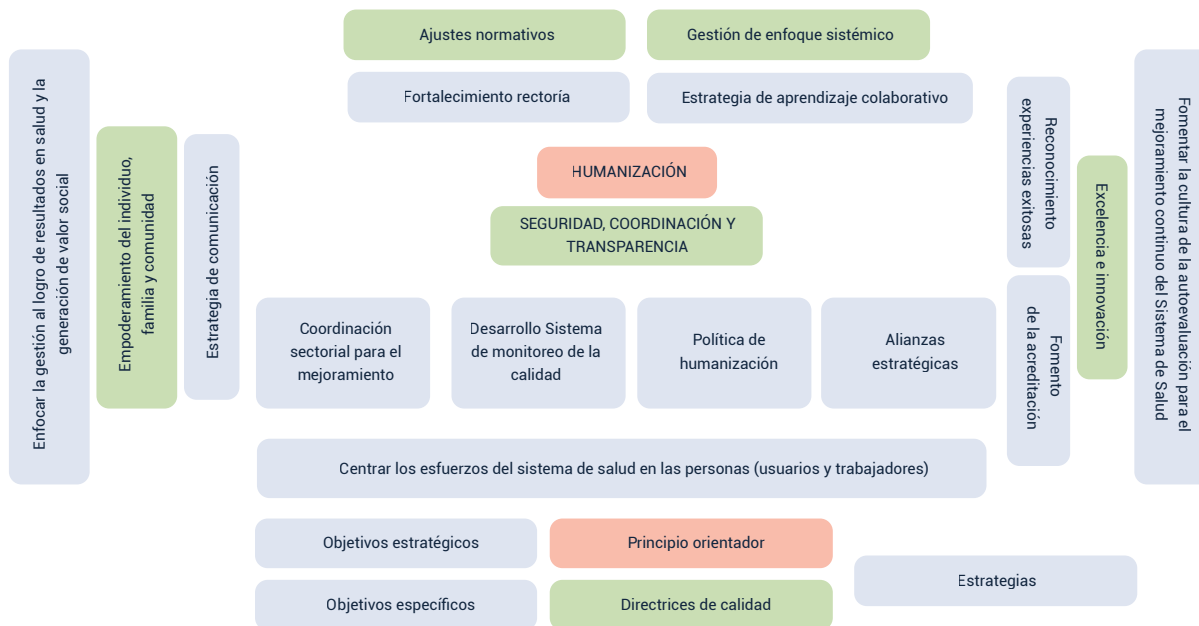 Ajustes normativos
Gestión de enfoque sistémico
Fortalecimiento rectoría
Estrategia de aprendizaje colaborativo
Enfocar la gestión al logro de resultados en salud y la
generación de valor social
Empoderamiento del individuo,
familia y comunidad
Estrategia de comunicación
HUMANIZACIÓN
SEGURIDAD, COORDINACIÓN Y
TRANSPARENCIA
Coordinación
sectorial para el
mejoramiento
Desarrollo Sistema
de monitoreo de la
calidad
Política de
humanización
Alianzas
estratégicas
Reconocimiento
experiencias exitosas
Fomento
de la acreditación
Excelencia e innovación
Fomentar la cultura de la autoevaluación para el
mejoramiento continuo del Sistema de Salud
Centrar los esfuerzos del sistema de salud en las personas (usuarios y trabajadores)
Objetivos estratégicos
Principio orientador
Estrategias
Objetivos específicos
Directrices de calidad